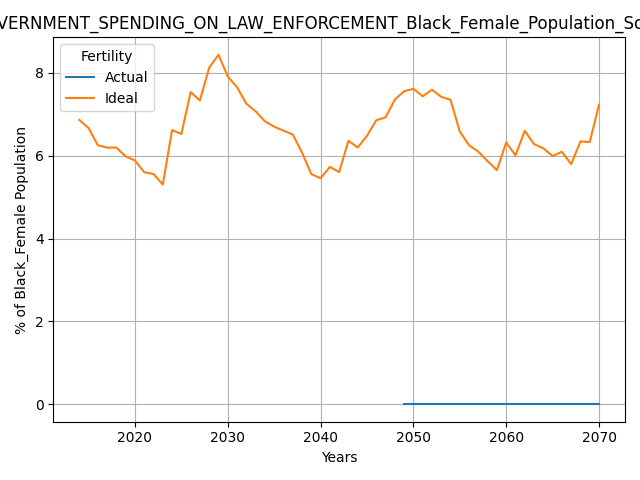 VERNMENT_SPENDING_ON_LAW_ENFORCEMENT_Black_Female_Population_Sc
Fertility
Actual
Ideal
% of Black_Female Population
8
6
4
2
0
2020 2030 2040 2050 2060 2070
Years